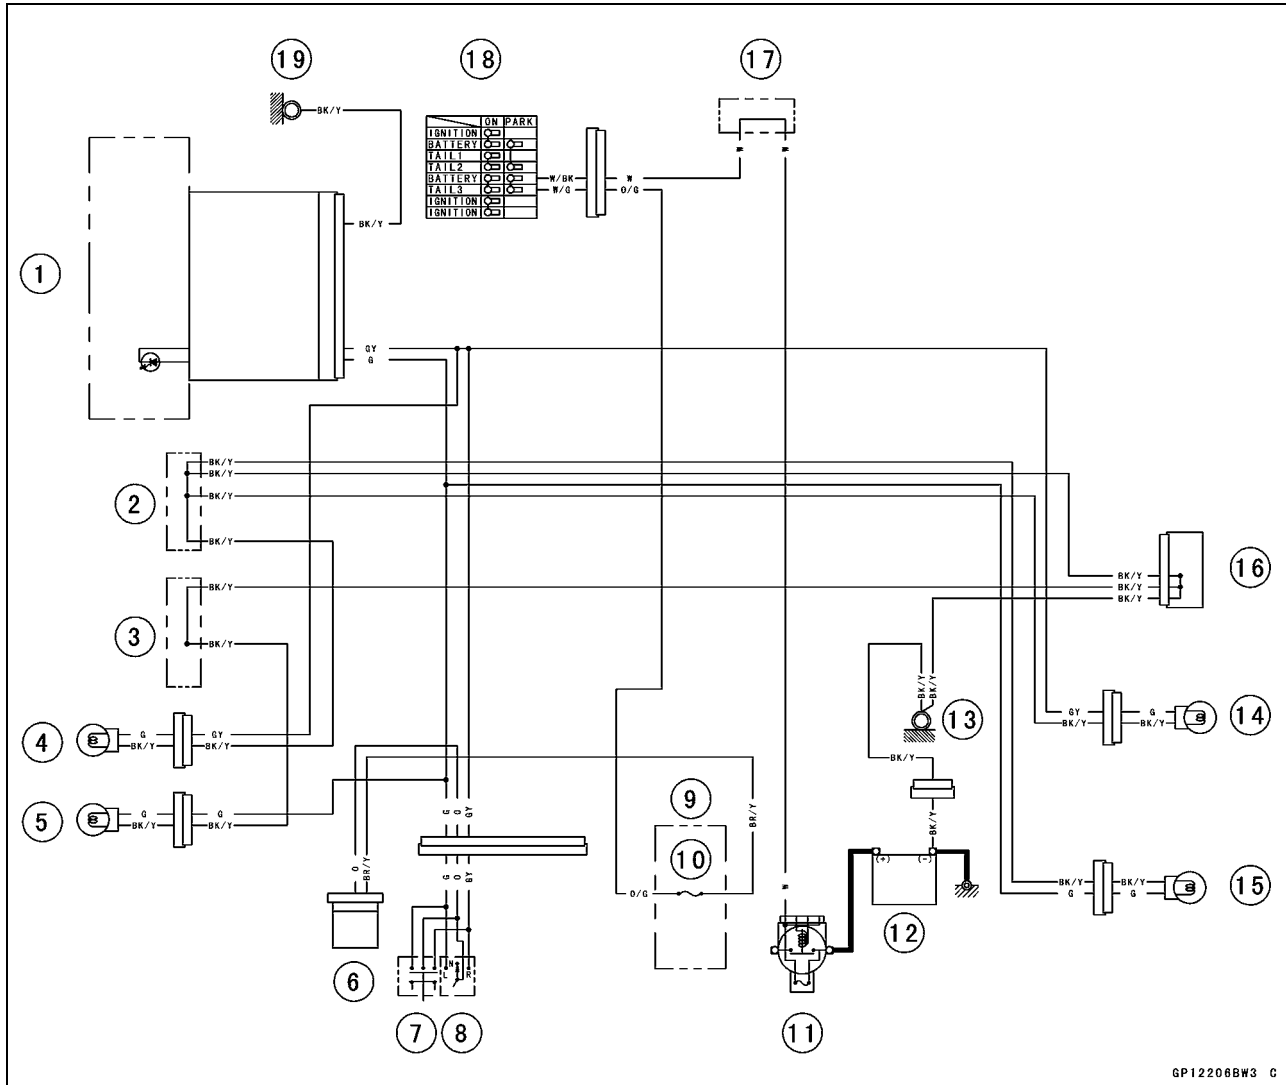 19
18
17
BK/Y
ON PARK
IGNITION
BATTERY
TAIL1
TAIL2
BATTERY W/BK W
TAIL3 W/G O/G
IGNITION
IGNITION
W W
BK/Y
1
GY
G
BK/Y
BK/Y
2
BK/Y
BK/Y
16
BK/Y
BK/Y
BK/Y
BK/Y
3
BK/Y
BK/Y BK/Y
13
4
G GY
BK/Y BK/Y
GY G
BK/Y BK/Y
14
BK/Y
9
5
G G
BK/Y BK/Y
G O GY
BR/Y
BK/Y
10
O BR/Y
G O GY
O/G
W
(+) (-)
BK/Y BK/Y
G G
15
12
6
L N R
7 8
11
GP12206BW3 C